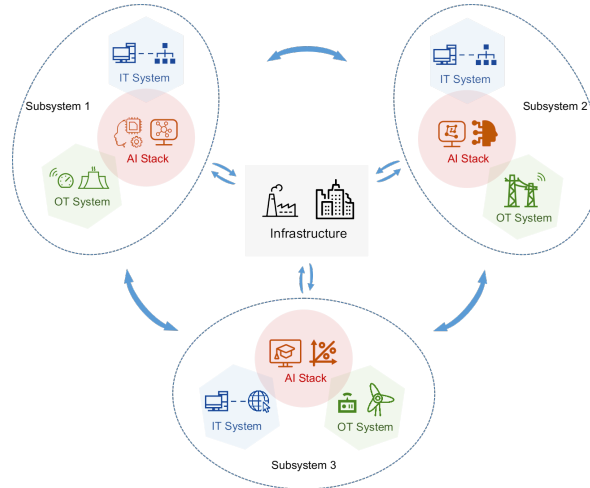 IT System
Subsystem 1
AI Stack
OT System
IT System
Subsystem 2
AI Stack
OT System
Infrastructure
AI Stack
IT System
OT System
Subsystem 3